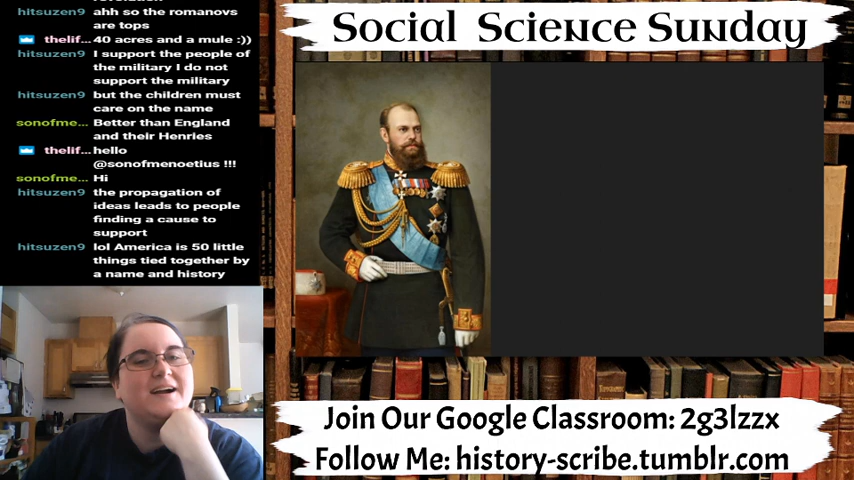 ahh so the romanovs
are tops
thelif... 40 acres and a mule :))
hitsuzen9 I support the people of
the military I do not
support the military
hitsuzen9 but the children must
care on the name
sonofme... Better than England
and their Henries
thelif... hello
@sonofmenoetius !!!
sonofme... Hi
hitsuzen9 the propagation of
ideas leads to people
finding a cause to
support
hitsuzen9 lol America is 50 little
things tied together by
a name and history
Social Science Sunday
Join Our Google Classroom: 2g3lzzx
Follow Me: history-scribe.tumblr.com